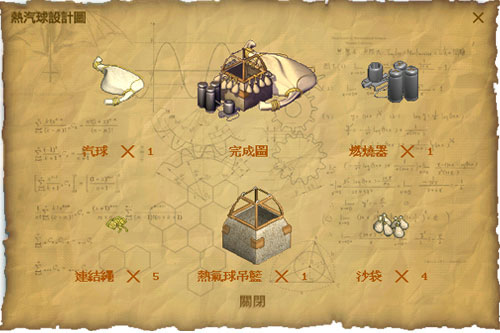 熱汽球設計圖
汽球 × 1
完成圖
燃燒器 × 1
連結繩 × 5
熱氣球吊籃 × 1
沙袋 × 4
關閉